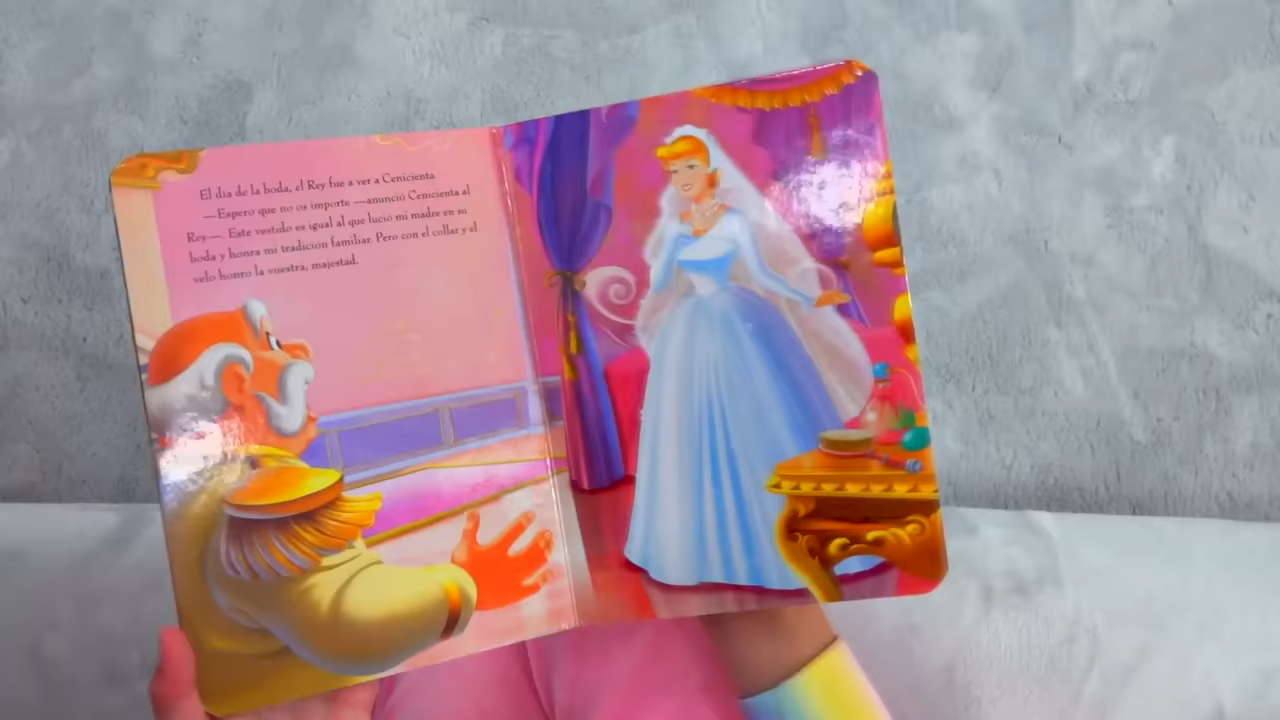 El día de la boda, el Rey fue a ver a Cenicienta.
—Espero que no os importe —anunció Cenicienta al
Rey—. Este vestido es igual al que lució mi madre en su
boda y honra mi tradición familiar. Pero con el collar y el
velo honro la vuestra, majestad.